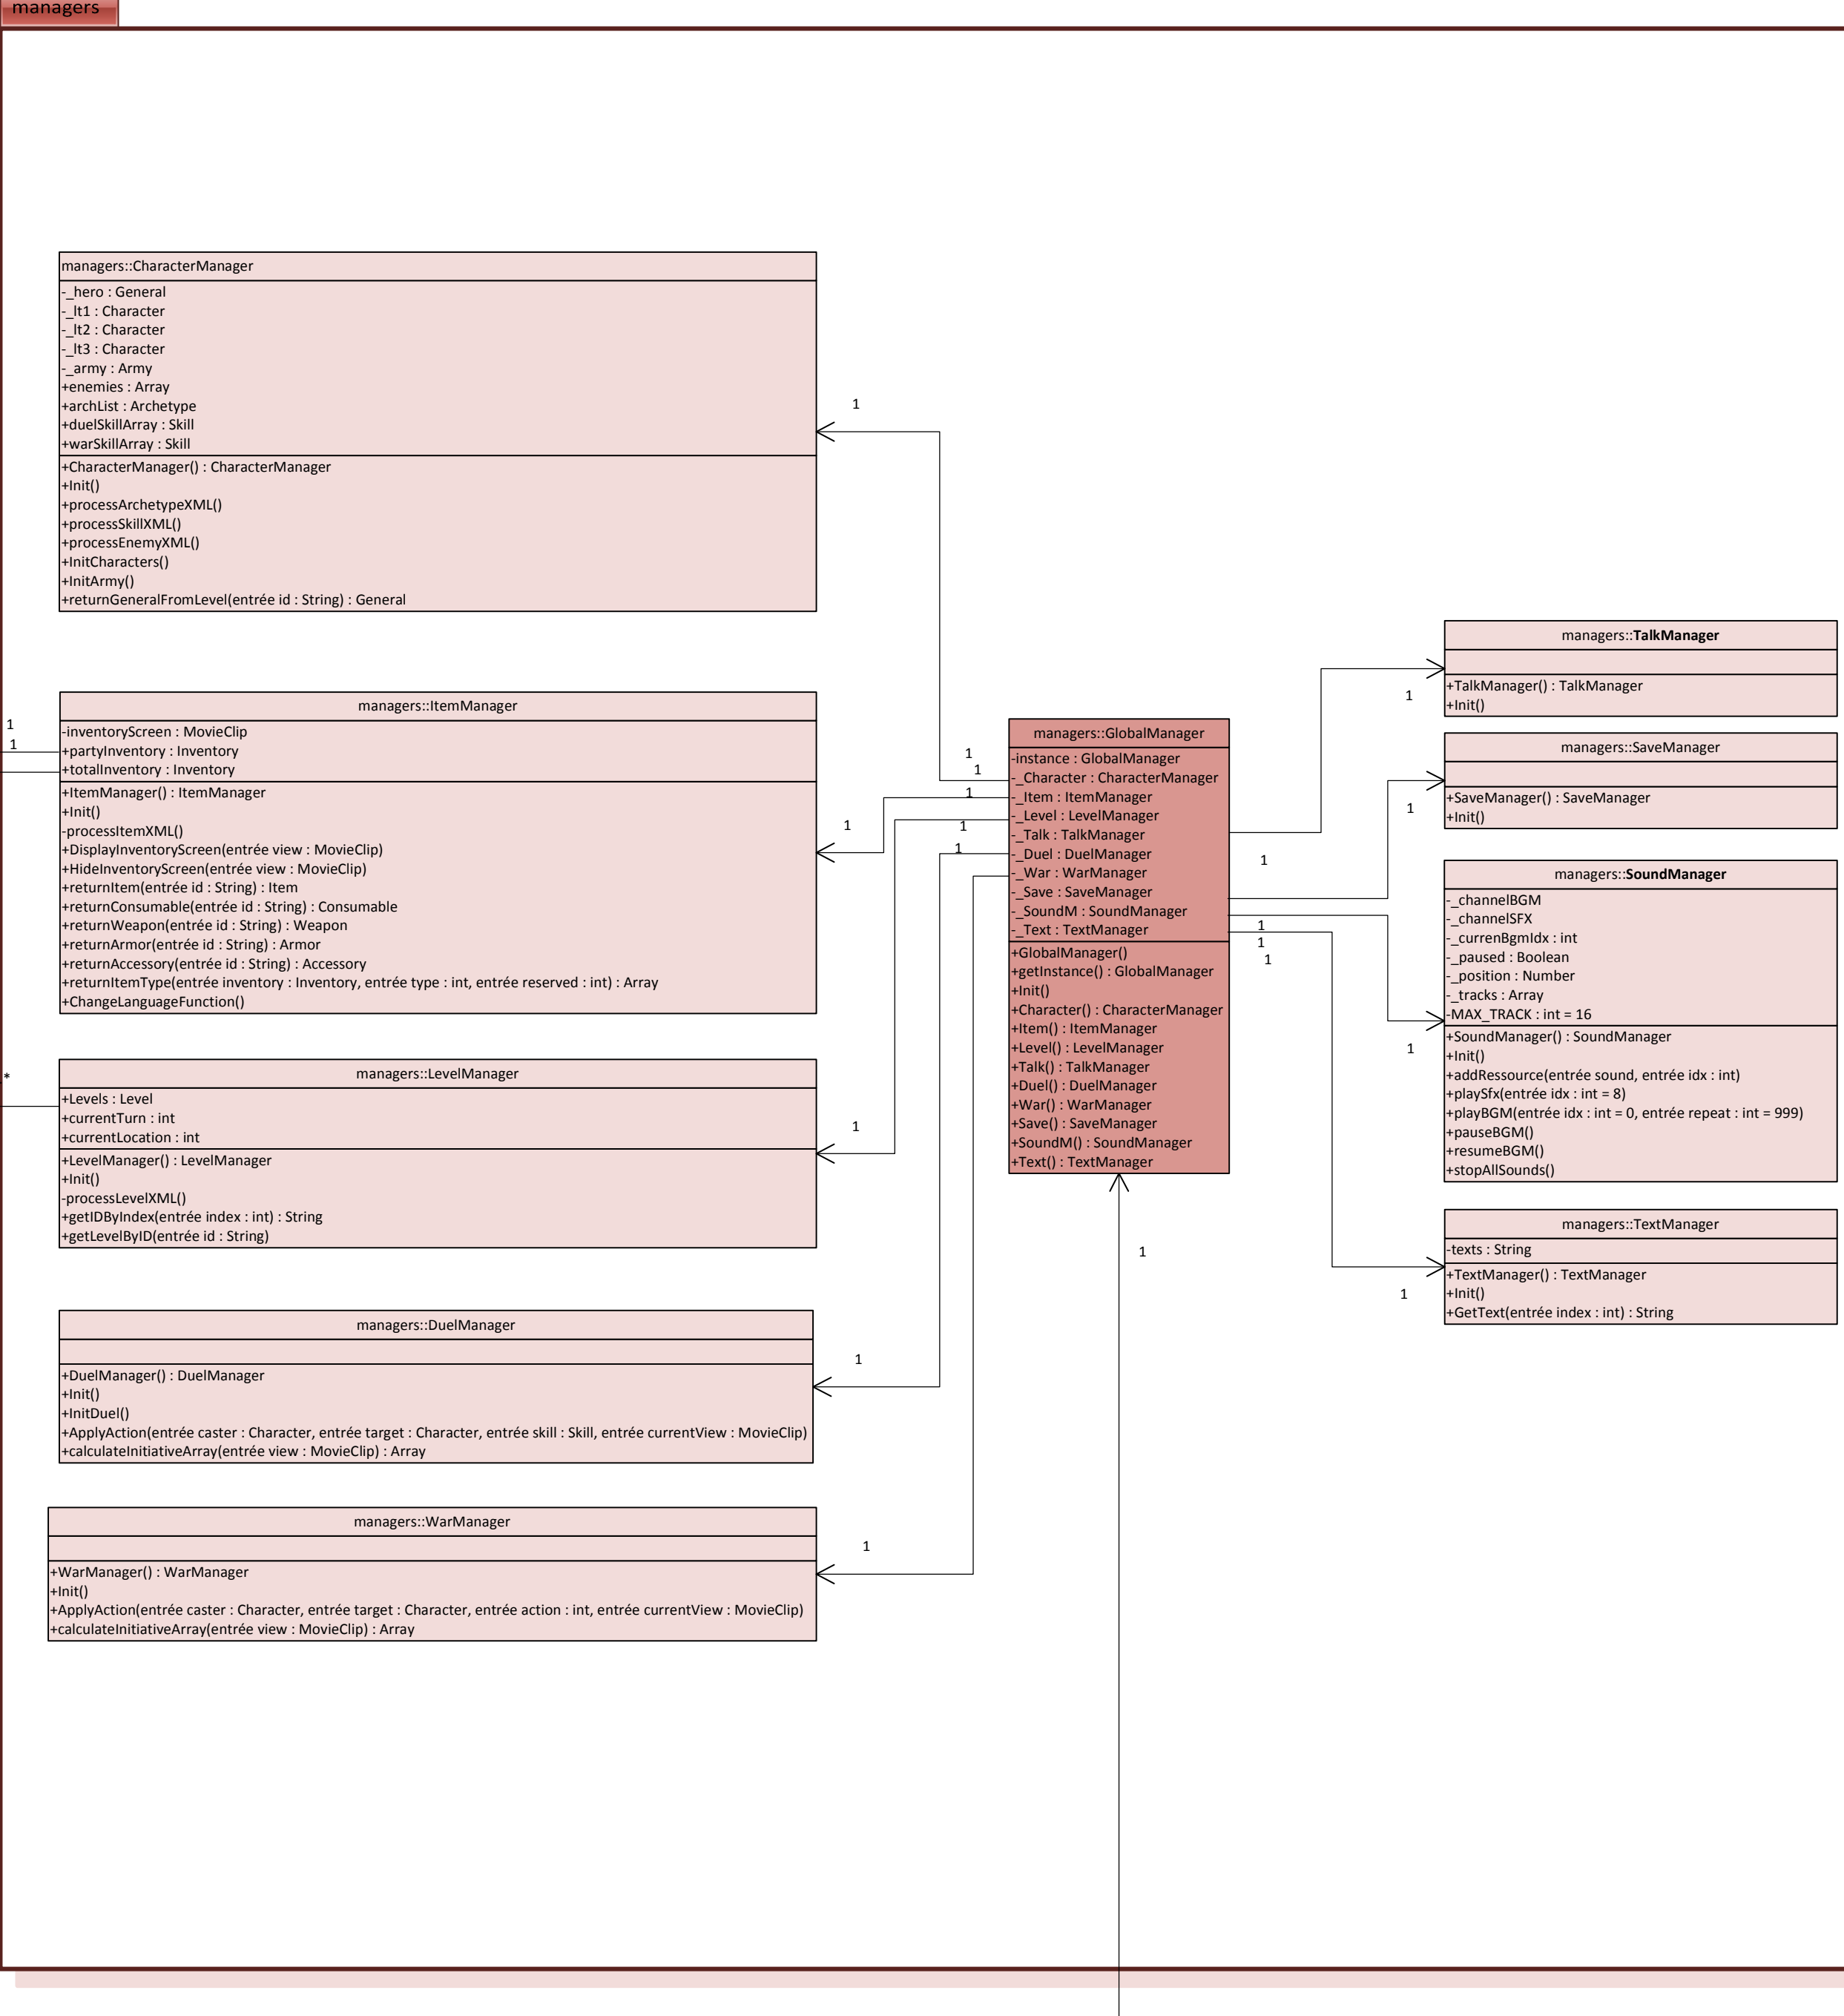 managers
managers::CharacterManager
-_hero : General
-_lt1 : Character
-_lt2 : Character
-_lt3 : Character
-_army : Army
+enemies : Array
+archList : Archetype
+duelSkillArray : Skill
+warSkillArray : Skill
+CharacterManager() : CharacterManager
+Init()
+processArchetypeXML()
+processSkillXML()
+processEnemyXML()
+InitCharacters()
+InitArmy()
+returnGeneralFromLevel(entrée id : String) : General
1
managers::ItemManager
-inventoryScreen : MovieClip
+partyInventory : Inventory
+totalInventory : Inventory
+ItemManager() : ItemManager
+Init()
-processItemXML()
+DisplayInventoryScreen(entrée view : MovieClip)
+HideInventoryScreen(entrée view : MovieClip)
+returnItem(entrée id : String) : Item
+returnConsumable(entrée id : String) : Consumable
+returnWeapon(entrée id : String) : Weapon
+returnArmor(entrée id : String) : Armor
+returnAccessory(entrée id : String) : Accessory
+returnItemType(entrée inventory : Inventory, entrée type : int, entrée reserved : int) : Array
+ChangeLanguageFunction()
1
1
1
managers::LevelManager
+Levels : Level
+currentTurn : int
+currentLocation : int
+LevelManager() : LevelManager
+Init()
-processLevelXML()
+getIDByIndex(entrée index : int) : String
+getLevelByID(entrée id : String)
*
1
managers::DuelManager
+DuelManager() : DuelManager
+Init()
+InitDuel()
+ApplyAction(entrée caster : Character, entrée target : Character, entrée skill : Skill, entrée currentView : MovieClip)
+calculateInitiativeArray(entrée view : MovieClip) : Array
1
managers::WarManager
+WarManager() : WarManager
+Init()
+ApplyAction(entrée caster : Character, entrée target : Character, entrée action : int, entrée currentView : MovieClip)
+calculateInitiativeArray(entrée view : MovieClip) : Array
1
managers::GlobalManager
-instance : GlobalManager
-_Character : CharacterManager
-_Item : ItemManager
-_Level : LevelManager
-_Talk : TalkManager
-_Duel : DuelManager
-_War : WarManager
-_Save : SaveManager
-_SoundM : SoundManager
-_Text : TextManager
+GlobalManager()
+getInstance() : GlobalManager
+Init()
+Character() : CharacterManager
+Item() : ItemManager
+Level() : LevelManager
+Talk() : TalkManager
+Duel() : DuelManager
+War() : WarManager
+Save() : SaveManager
+SoundM() : SoundManager
+Text() : TextManager
1
1
1
1
1
1
1
1
1
1
managers::TalkManager
+TalkManager() : TalkManager
+Init()
1
managers::SaveManager
+SaveManager() : SaveManager
+Init()
1
managers::SoundManager
-_channelBGM
-_channelSFX
-_currenBgmIdx : int
-_paused : Boolean
-_position : Number
-_tracks : Array
-MAX_TRACK : int = 16
+SoundManager() : SoundManager
+Init()
+addRessource(entrée sound, entrée idx : int)
+playSfx(entrée idx : int = 8)
+playBGM(entrée idx : int = 0, entrée repeat : int = 999)
+pauseBGM()
+resumeBGM()
+stopAllSounds()
1
managers::TextManager
-texts : String
+TextManager() : TextManager
+Init()
+GetText(entrée index : int) : String
1